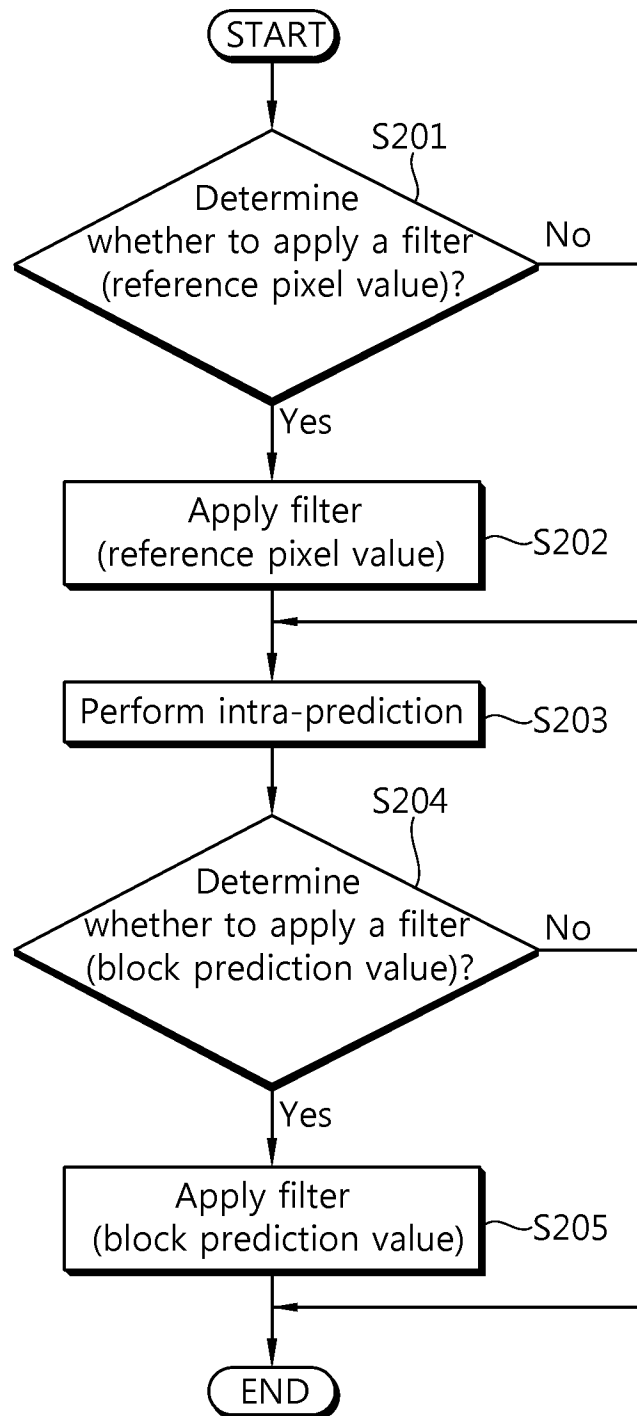 START
S201
Determine
whether to apply a filter
(reference pixel value)?
No
Yes
Apply filter
(reference pixel value)
S202
Perform intra-prediction
S203
S204
Determine
whether to apply a filter
(block prediction value)?
No
Yes
Apply filter
(block prediction value)
S205
END